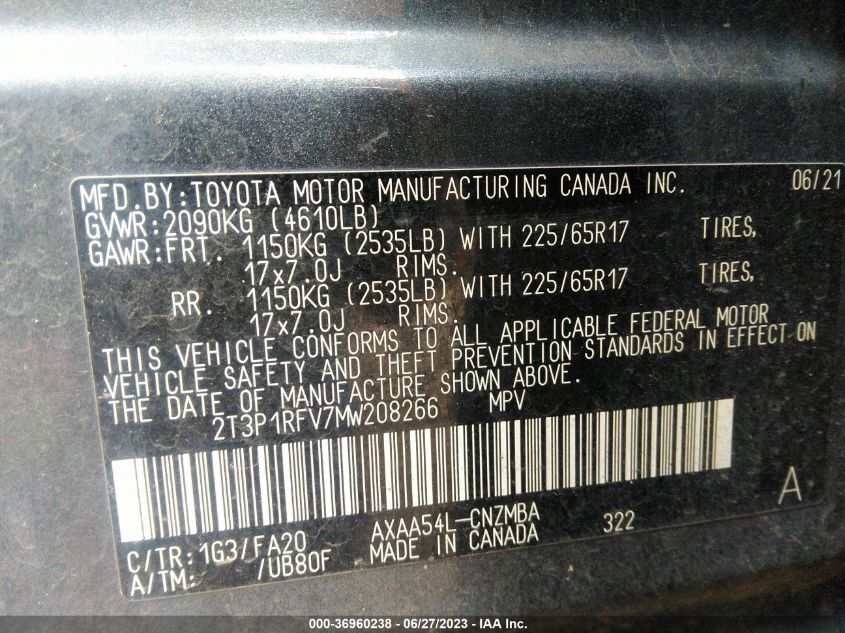 MFD.BY:TOYOTA MOTOR MANUFACTURING CANADA INC. 06/21
GVWR:2090KG (4610LB)
GAWR:FRT. 1150KG (2535LB) WITH 225/65R17 TIRES,
17x7.0J RIMS.
RR. 1150KG (2535LB) WITH 225/65R17 TIRES,
17x7.0J RIMS.
THIS VEHICLE CONFORMS TO ALL APPLICABLE FEDERAL MOTOR
VEHICLE SAFETY AND THEFT PREVENTION STANDARDS IN EFFECT ON
THE DATE OF MANUFACTURE SHOWN ABOVE.
2T3P1RFV7MW208266 MPV
A
C/TR:1G3/FA20 AXAA54L-CNZMBA 322
A/TM: /UB80F MADE IN CANADA
000-36960238 - 06/27/2023 - IAA Inc.